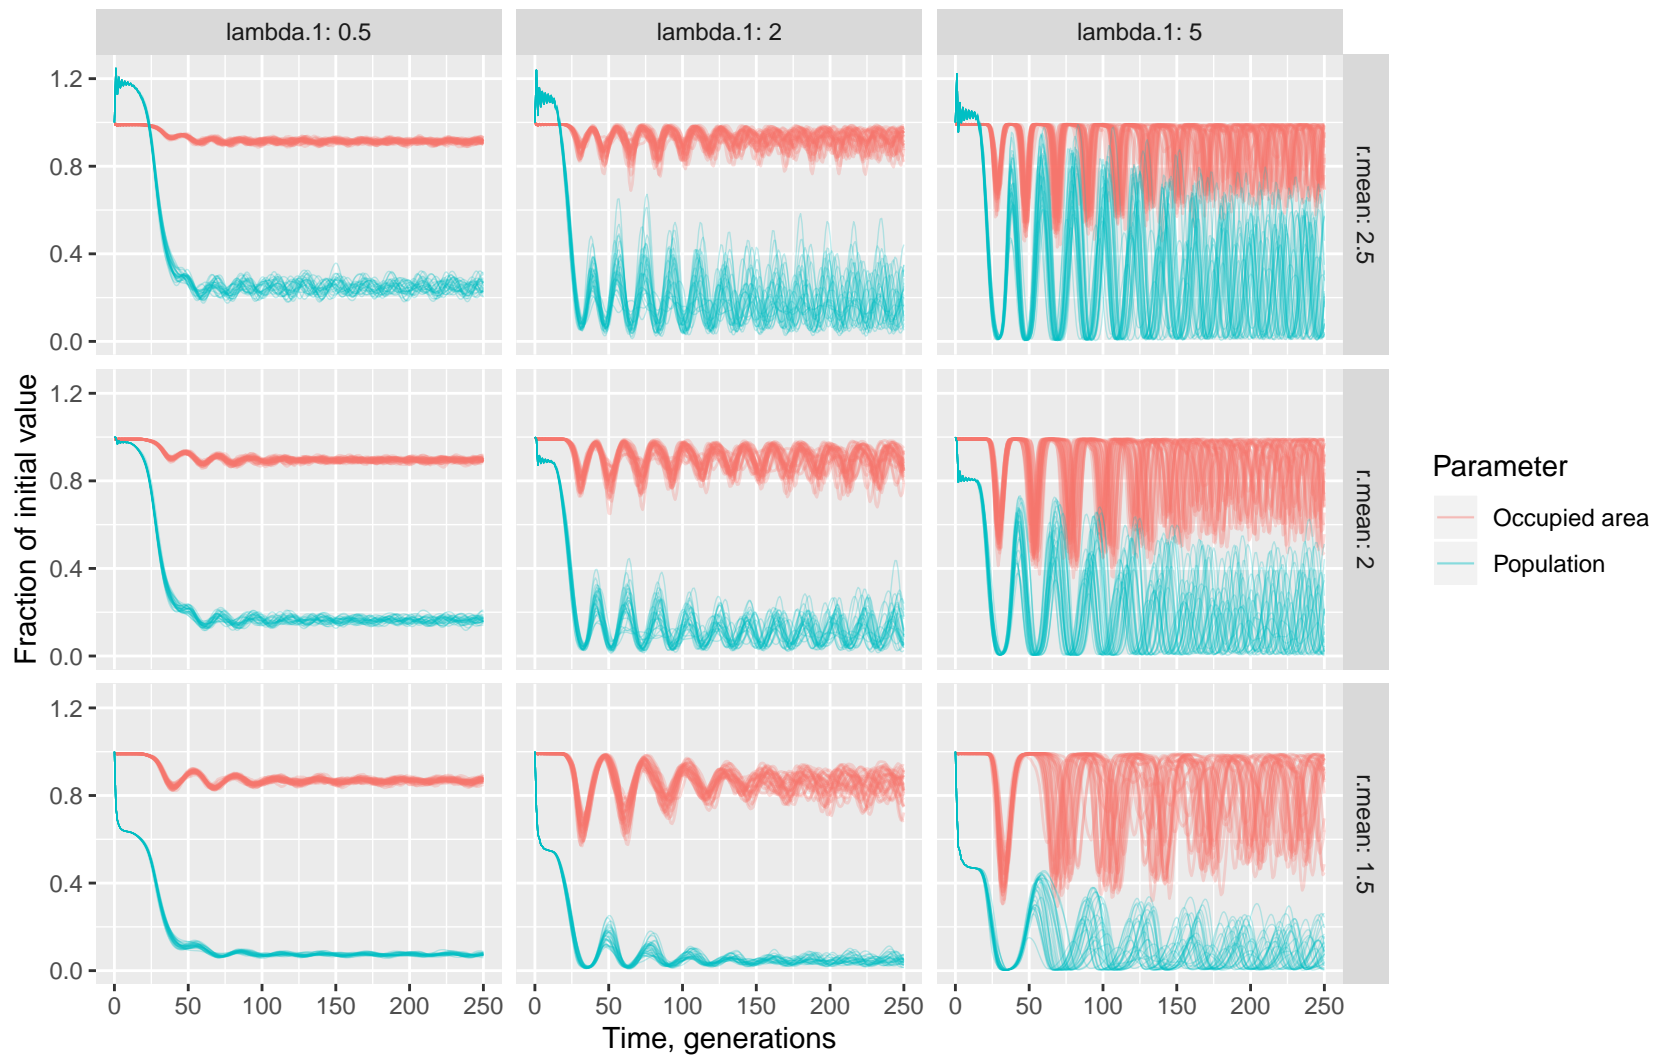 lambda.1: 0.5
lambda.1: 2
lambda.1: 5
1.2
0.8
0.4
0.0
r.mean: 2.5
1.2
0.8
0.4
0.0
r.mean: 2
1.2
0.8
0.4
0.0
r.mean: 1.5
0 50 100 150 200 250
0 50 100 150 200 250
0 50 100 150 200 250
Time, generations
Fraction of initial value
Parameter
Occupied area
Population